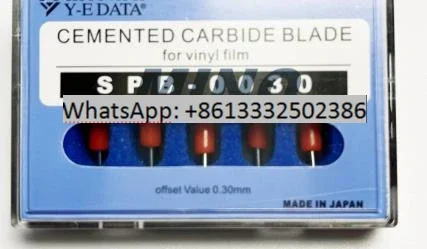 Y-E DATA
CEMENTED CARBIDE BLADE
for vinyl film
SPB-0030
WhatsApp: +8613332502386
offset Value 0.30mm
MADE IN JAPAN